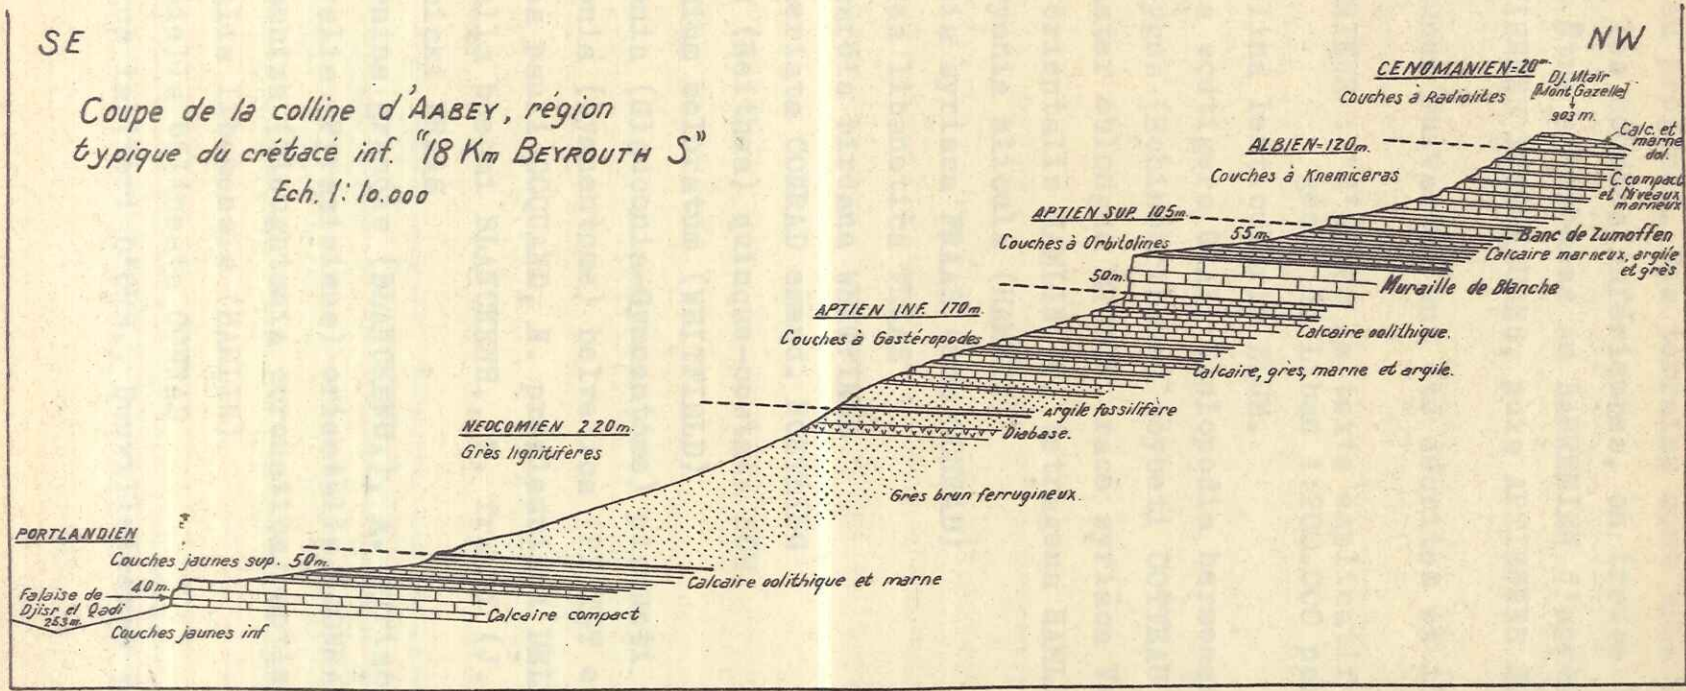 SE
NW
Coupe de la colline d'AABEY, région
typique du crétacé inf. "18 Km BEYROUTH S"
Ech. 1:10.000
CENOMANIEN=20m.
Couches à Radiolites
Dj. Mtaïr
[Mont Gazelle]
903 m.
Calc. et
marne
dol.
ALBIEN=120m.
Couches à Knemiceras
C. compact
et Niveaux
marneux
APTIEN SUP. 105m.
Couches à Orbitolines
55m.
Banc de Zumoffen
Calcaire marneux, argile
et grès
50m.
Muraille de Blanche
APTIEN INF. 170m.
Couches à Gastéropodes
Calcaire oolithique.
Calcaire, grès, marne et argile.
Argile fossilifère
Diabase.
NEOCOMIEN 220m.
Grès lignitifères
Grès brun ferrugineux.
PORTLANDIEN
Couches jaunes sup. 50m.
Calcaire oolithique et marne
40m.
Falaise de
Djisr el Qadi
253m.
Calcaire compact
Couches jaunes inf